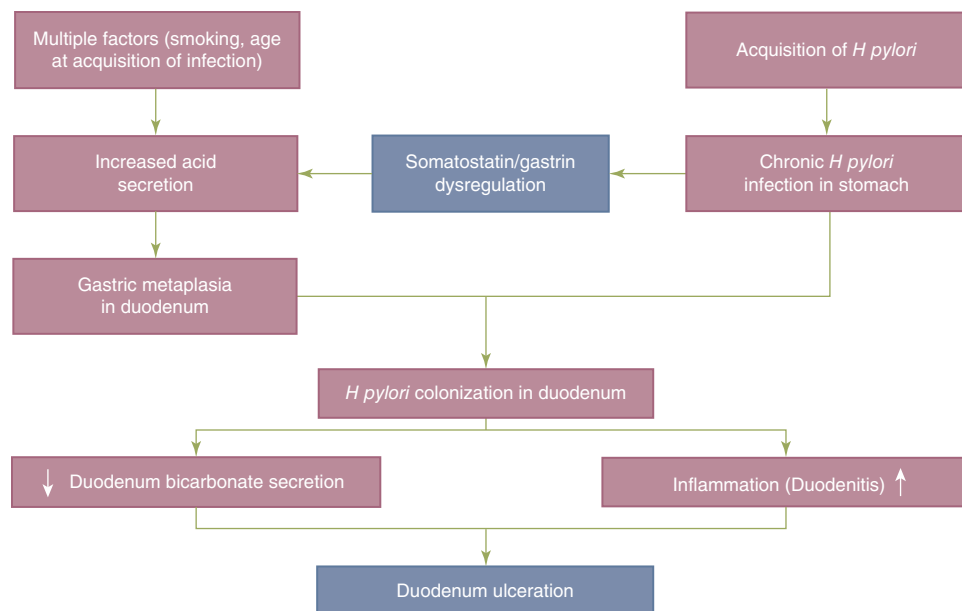 Multiple factors (smoking, age
at acquisition of infection)
Acquisition of H pylori
Increased acid
secretion
Somatostatin/gastrin
dysregulation
Chronic H pylori
infection in stomach
Gastric metaplasia
in duodenum
H pylori colonization in duodenum
↓ Duodenum bicarbonate secretion
Inflammation (Duodenitis) ↑
Duodenum ulceration